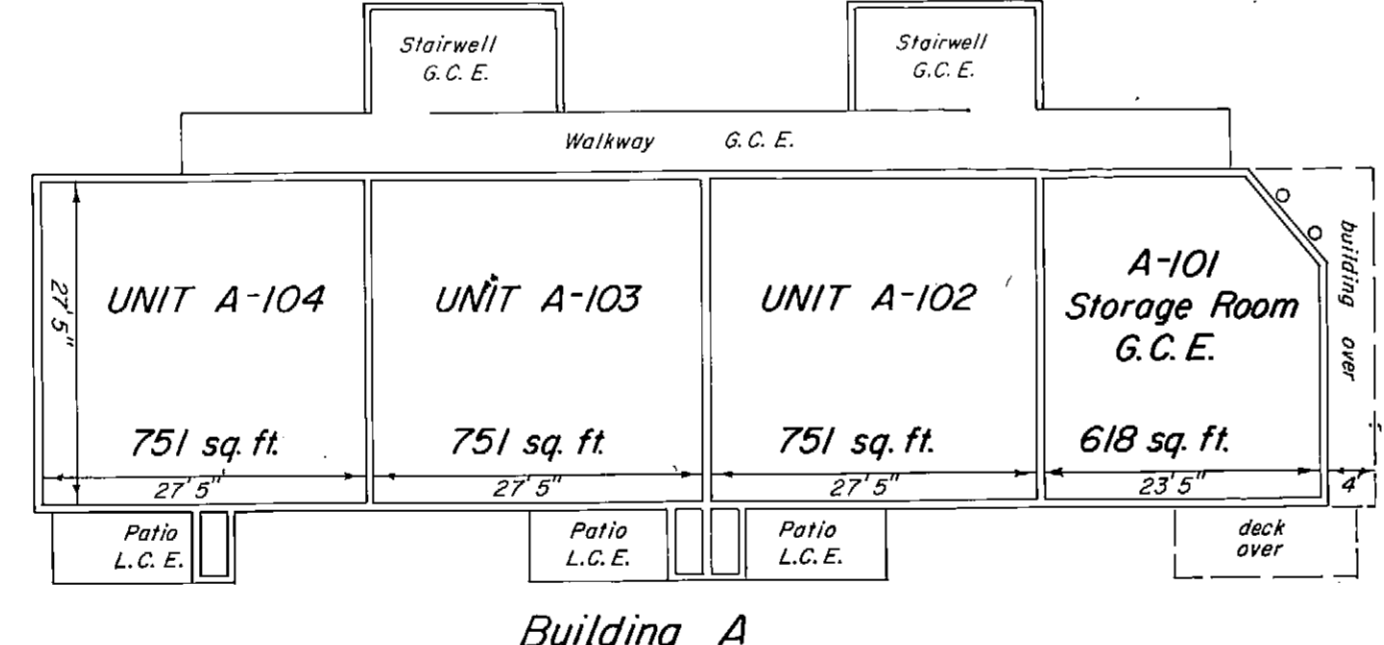 Stairwell
G. C. E.
Stairwell
G. C. E.
Walkway G. C. E.
27' 5"
UNIT A-104
751 sq. ft.
27' 5"
UNIT A-103
751 sq. ft.
27' 5"
UNIT A-102
751 sq. ft.
27' 5"
A-101
Storage Room
G. C. E.
618 sq. ft.
23' 5"
building over
4'
Patio
L. C. E.
Patio
L. C. E.
Patio
L. C. E.
deck
over
Building A